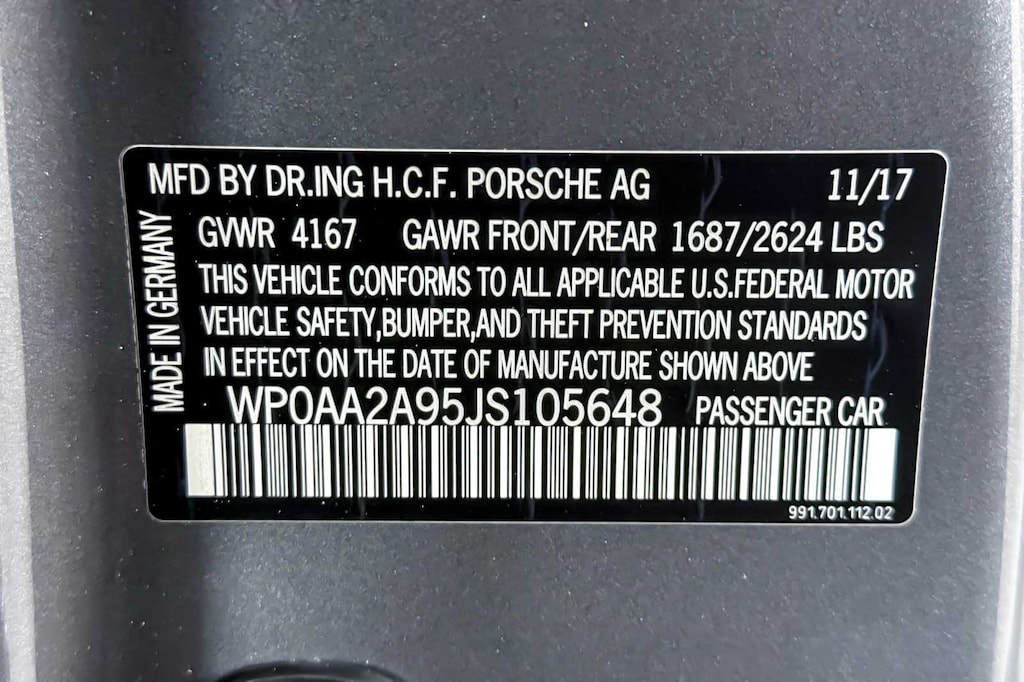 MFD BY DR.ING H.C.F. PORSCHE AG 11/17
GVWR 4167 GAWR FRONT/REAR 1687/2624 LBS
THIS VEHICLE CONFORMS TO ALL APPLICABLE U.S.FEDERAL MOTOR
VEHICLE SAFETY,BUMPER,AND THEFT PREVENTION STANDARDS
IN EFFECT ON THE DATE OF MANUFACTURE SHOWN ABOVE
WP0AA2A95JS105648 PASSENGER CAR
991.701.112.02
MADE IN GERMANY